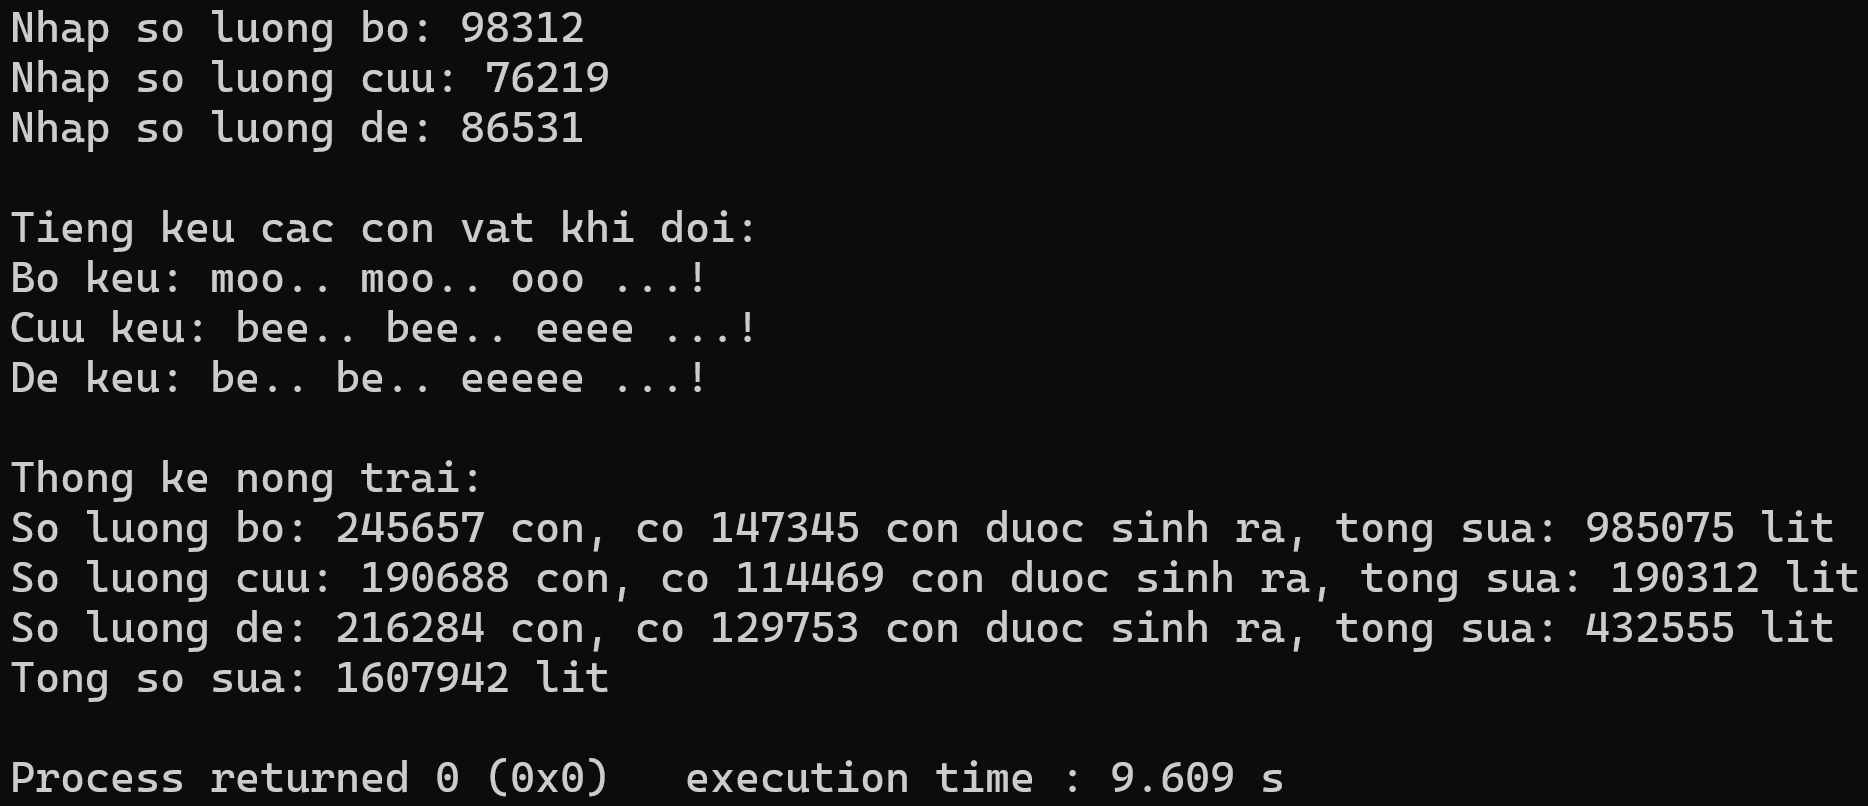 Nhap so luong bo: 98312
Nhap so luong cuu: 76219
Nhap so luong de: 86531
Tieng keu cac con vat khi doi:
Bo keu: moo.. moo.. ooo ...!
Cuu keu: bee.. bee.. eeee ...!
De keu: be.. be.. eeeee ...!
Thong ke nong trai:
So luong bo: 245657 con, co 147345 con duoc sinh ra, tong sua: 985075 lit
So luong cuu: 190688 con, co 114469 con duoc sinh ra, tong sua: 190312 lit
So luong de: 216284 con, co 129753 con duoc sinh ra, tong sua: 432555 lit
Tong so sua: 1607942 lit
Process returned 0 (0x0)   execution time : 9.609 s